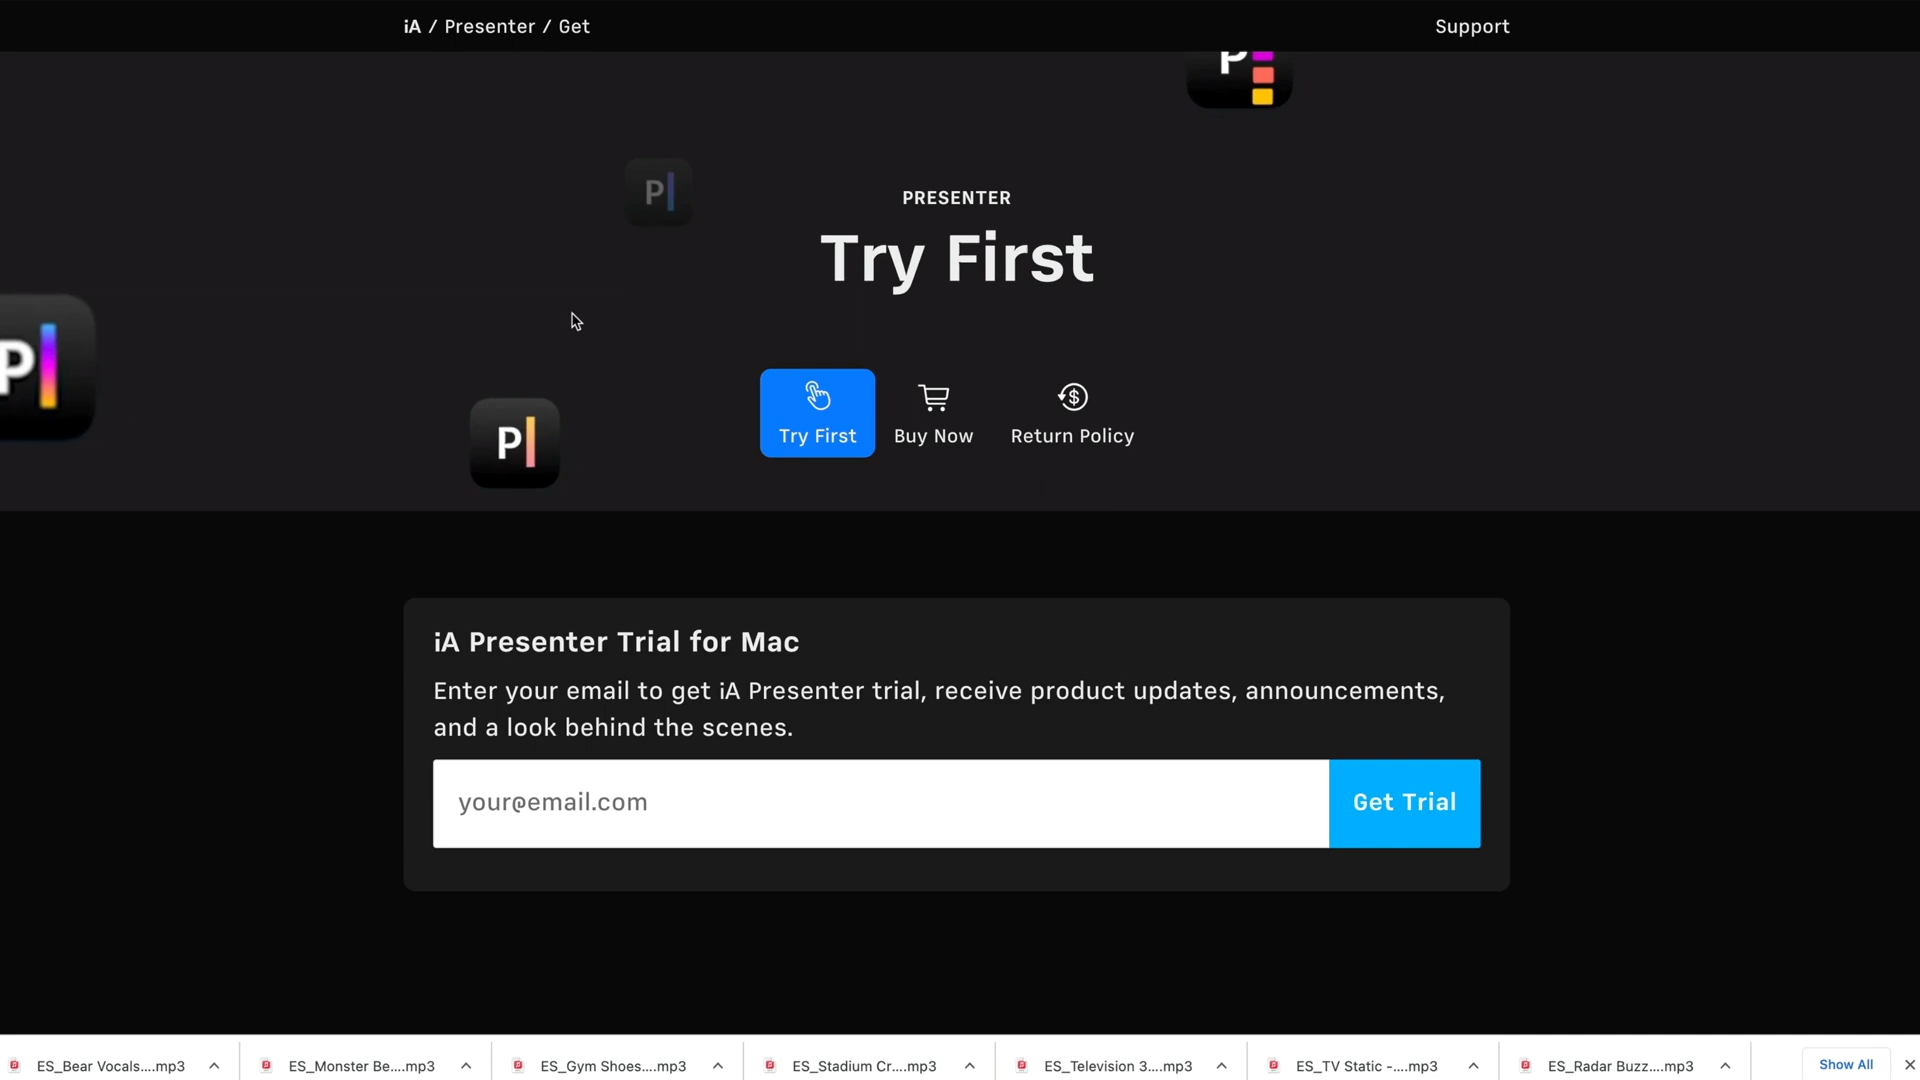 iA / Presenter / Get
Support
P
P
PRESENTER
Try First
P
P
Try First
Buy Now
Return Policy
iA Presenter Trial for Mac
Enter your email to get iA Presenter trial, receive product updates, announcements,
and a look behind the scenes.
your@email.com
Get Trial
ES_Bear Vocals....mp3
ES_Monster Be....mp3
ES_Gym Shoes....mp3
ES_Stadium Cr....mp3
ES_Television 3....mp3
ES_TV Static -....mp3
ES_Radar Buzz....mp3
Show All